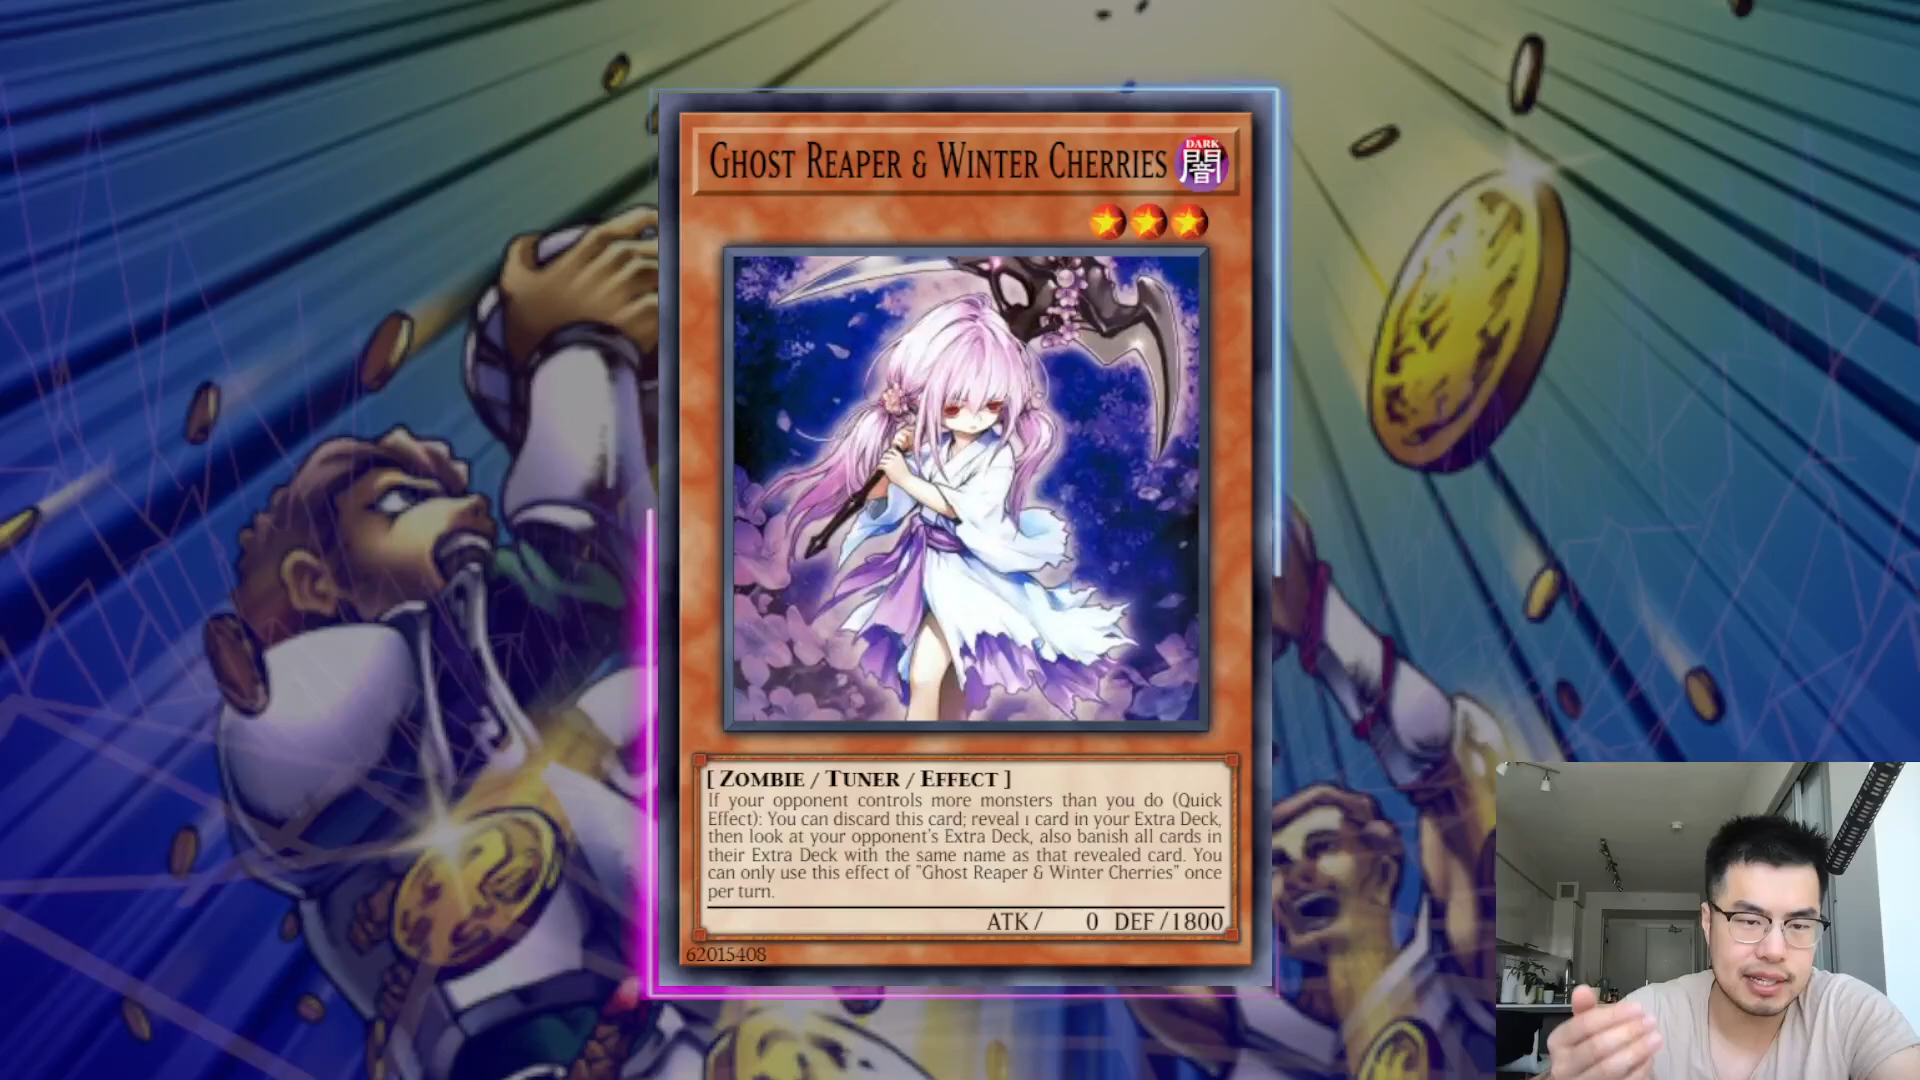 GHOST REAPER & WINTER CHERRIES
DARK
闇
[ ZOMBIE / TUNER / EFFECT ]
If your opponent controls more monsters than you do (Quick
Effect): You can discard this card; reveal 1 card in your Extra Deck,
then look at your opponent's Extra Deck, also banish all cards in
their Extra Deck with the same name as that revealed card. You
can only use this effect of "Ghost Reaper & Winter Cherries" once
per turn.
ATK / 0 DEF /1800
62015408